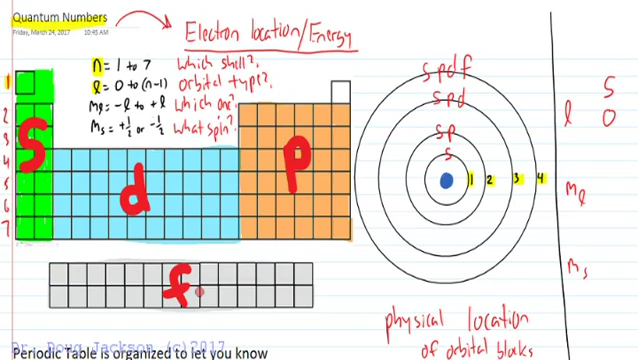 Quantum Numbers
Friday, March 24, 2017 10:45 AM
Electron location/Energy
n = 1 to 7 Which shell?
l = 0 to (n-1) orbital type?
ml = -l to +l Which one?
ms = +1/2 or -1/2 What spin?
1
2
3
4
5
6
7
S
d
p
f
s p d f
s p d
s p
s
1 2 3 4
S
l 0
ml
ms
physical location
of orbital blocks
Dr. Doug Jackson (c)2017
Periodic Table is organized to let you know